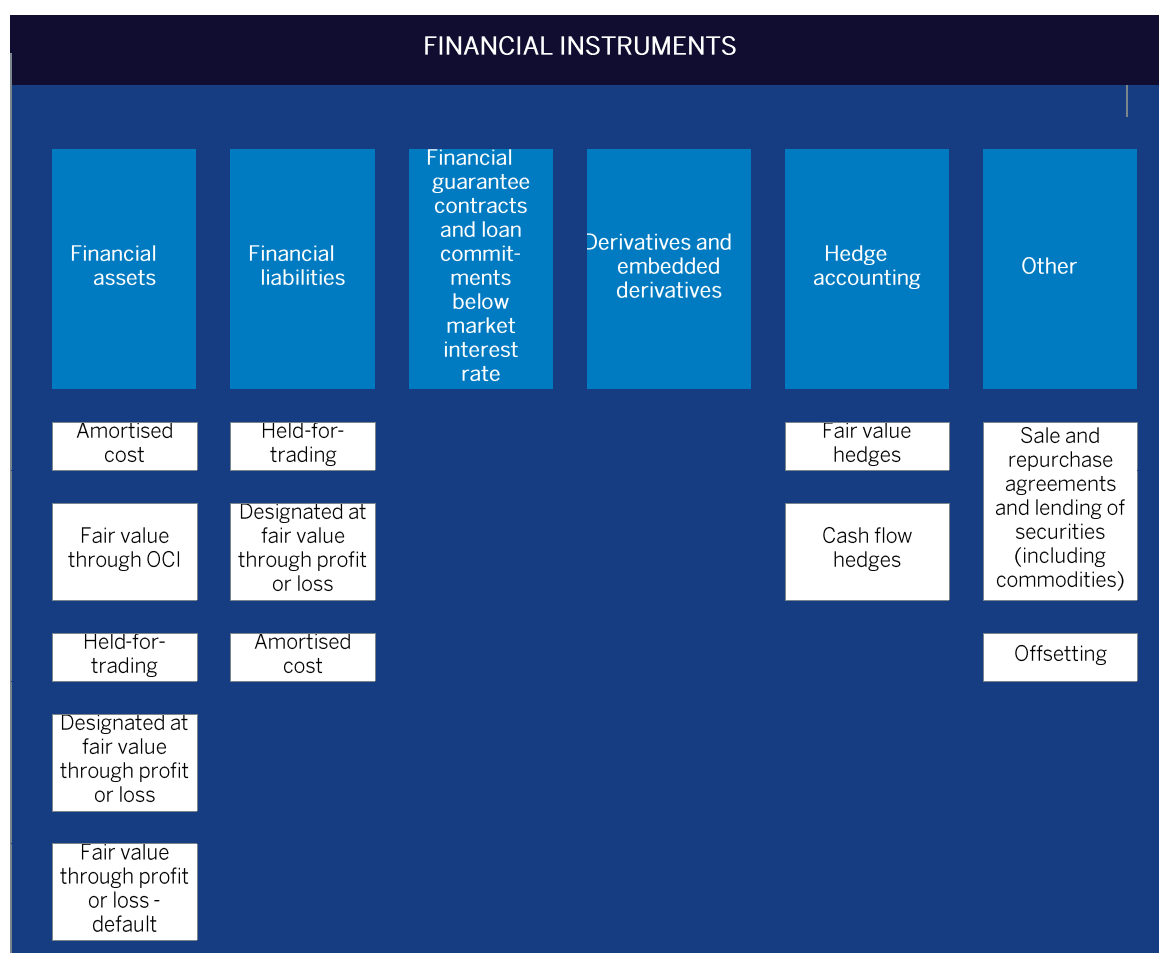 FINANCIAL INSTRUMENTS
Financial
assets
Financial
liabilities
Financial
guarantee
contracts
and loan
commit-
ments
below
market
interest
rate
Derivatives and
embedded
derivatives
Hedge
accounting
Other
Amortised
cost
Fair value
through OCI
Held-for-
trading
Designated at
fair value
through profit
or loss
Fair value
through profit
or loss -
default
Held-for-
trading
Designated at
fair value
through profit
or loss
Amortised
cost
Fair value
hedges
Cash flow
hedges
Sale and
repurchase
agreements
and lending of
securities
(including
commodities)
Offsetting